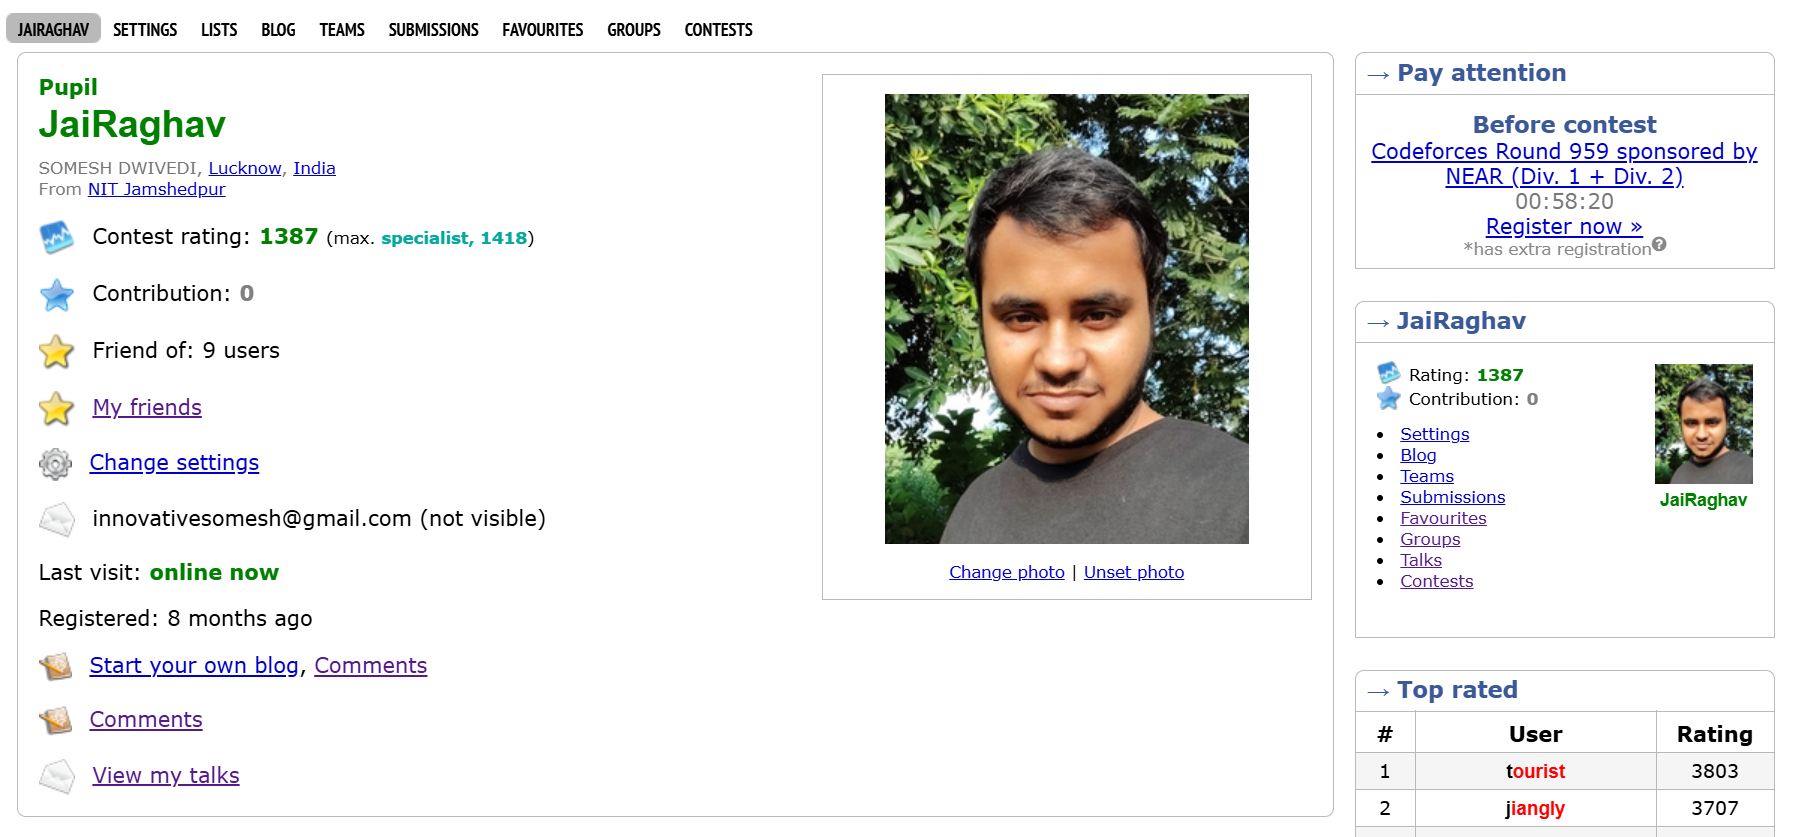 JAIRAGHAV SETTINGS LISTS BLOG TEAMS SUBMISSIONS FAVOURITES GROUPS CONTESTS
Pupil
JaiRaghav
SOMESH DWIVEDI, Lucknow, India
From NIT Jamshedpur
Contest rating: 1387 (max. specialist, 1418)
Contribution: 0
Friend of: 9 users
My friends
Change settings
innovativesomesh@gmail.com (not visible)
Last visit: online now
Registered: 8 months ago
Start your own blog, Comments
Comments
View my talks
Change photo | Unset photo
→ Pay attention
Before contest
Codeforces Round 959 sponsored by
NEAR (Div. 1 + Div. 2)
00:58:20
Register now »
*has extra registration?
→ JaiRaghav
Rating: 1387
Contribution: 0
• Settings
• Blog
• Teams
• Submissions
• Favourites
• Groups
• Talks
• Contests
JaiRaghav
→ Top rated
# User Rating
1 tourist 3803
2 jiangly 3707